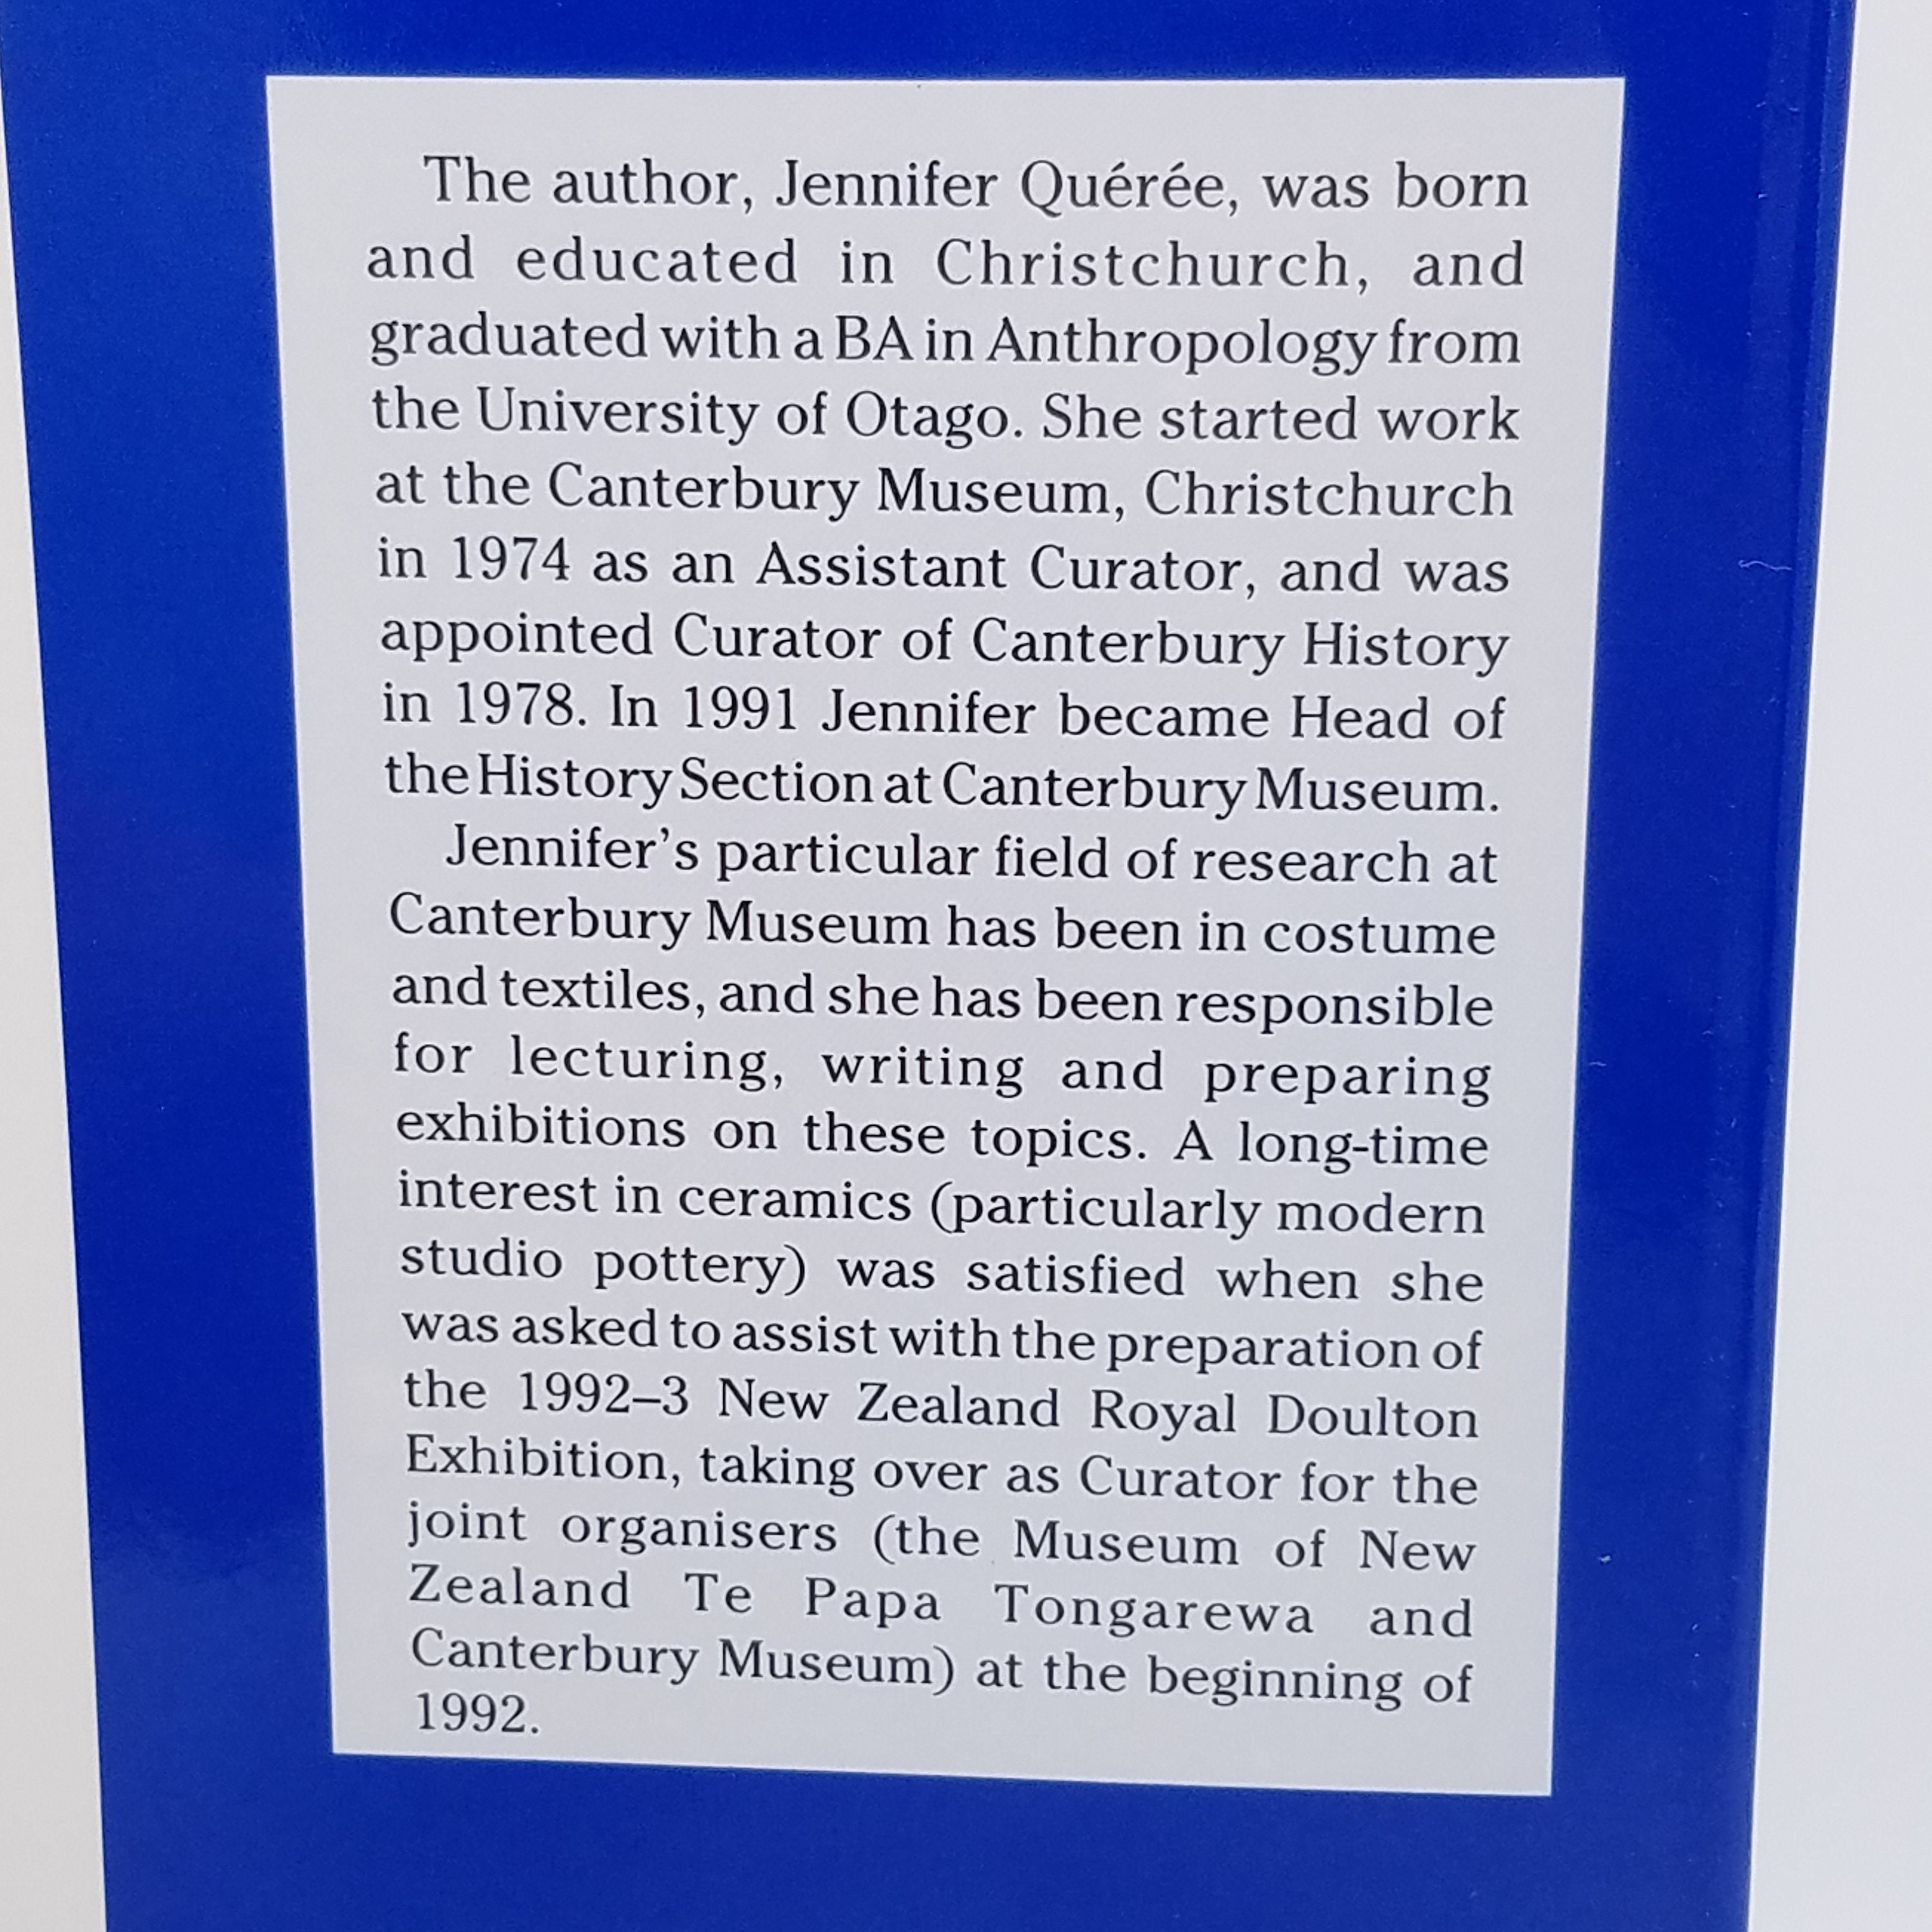 The author, Jennifer Quérée, was born
and educated in Christchurch, and
graduated with a BA in Anthropology from
the University of Otago. She started work
at the Canterbury Museum, Christchurch
in 1974 as an Assistant Curator, and was
appointed Curator of Canterbury History
in 1978. In 1991 Jennifer became Head of
the History Section at Canterbury Museum.
Jennifer’s particular field of research at
Canterbury Museum has been in costume
and textiles, and she has been responsible
for lecturing, writing and preparing
exhibitions on these topics. A long-time
interest in ceramics (particularly modern
studio pottery) was satisfied when she
was asked to assist with the preparation of
the 1992–3 New Zealand Royal Doulton
Exhibition, taking over as Curator for the
joint organisers (the Museum of New
Zealand Te Papa Tongarewa and
Canterbury Museum) at the beginning of
1992.